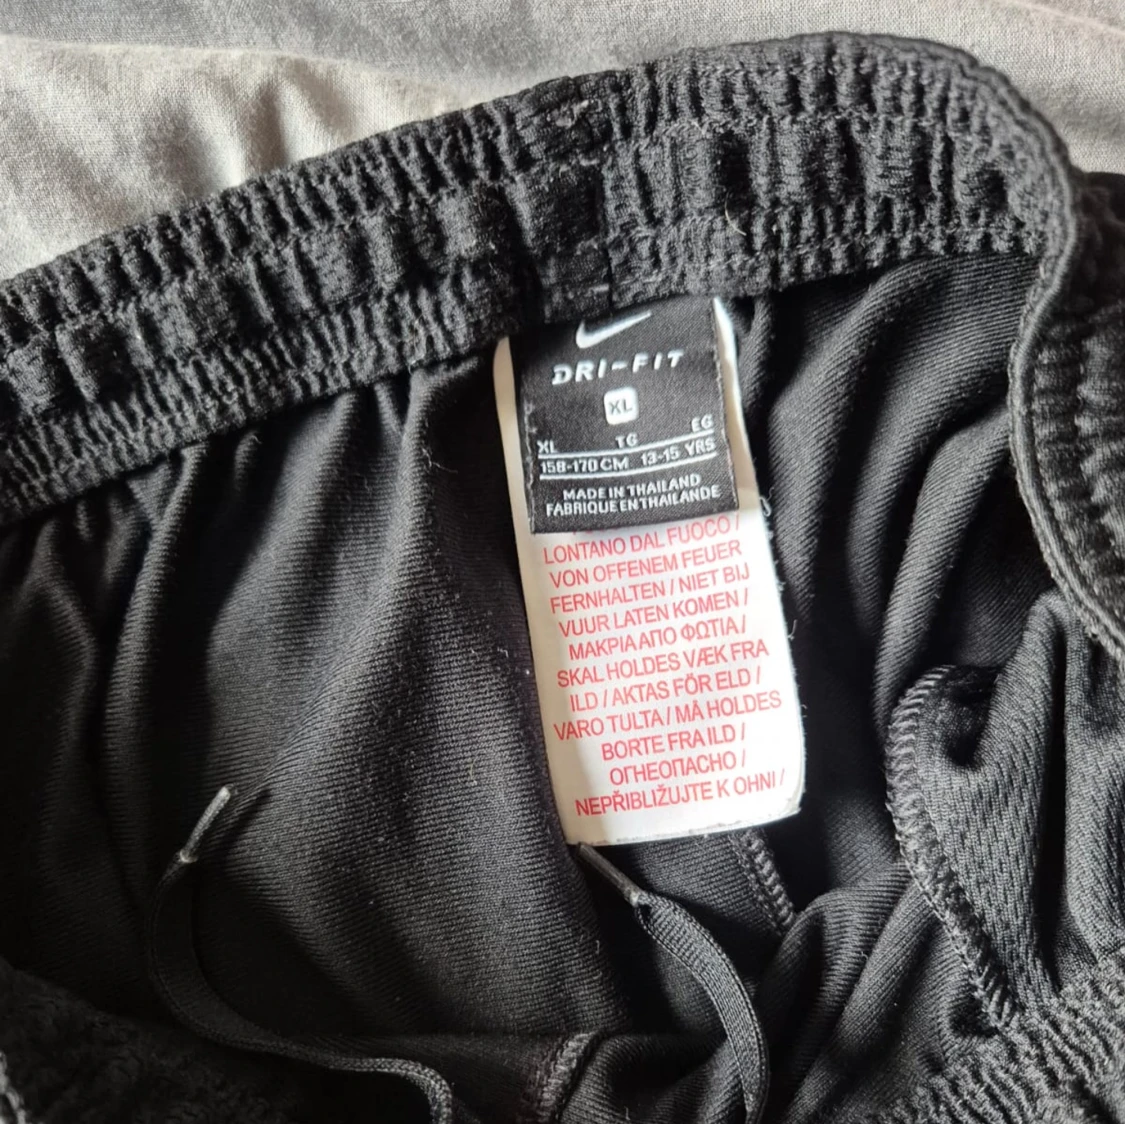 DRI-FIT
XL
XL TG EG
158-170 CM 13-15 YRS
MADE IN THAILAND
FABRIQUE EN THAILANDE
LONTANO DAL FUOCO /
VON OFFENEM FEUER
FERNHALTEN / NIET BIJ
VUUR LATEN KOMEN /
ΜΑΚΡΙΑ ΑΠΟ ΦΩΤΙΑ /
SKAL HOLDES VÆK FRA
ILD / AKTAS FÖR ELD /
VARO TULTA / MÅ HOLDES
BORTE FRA ILD /
ОГНЕОПАСНО /
NEPŘIBLIŽUJTE K OHNI /